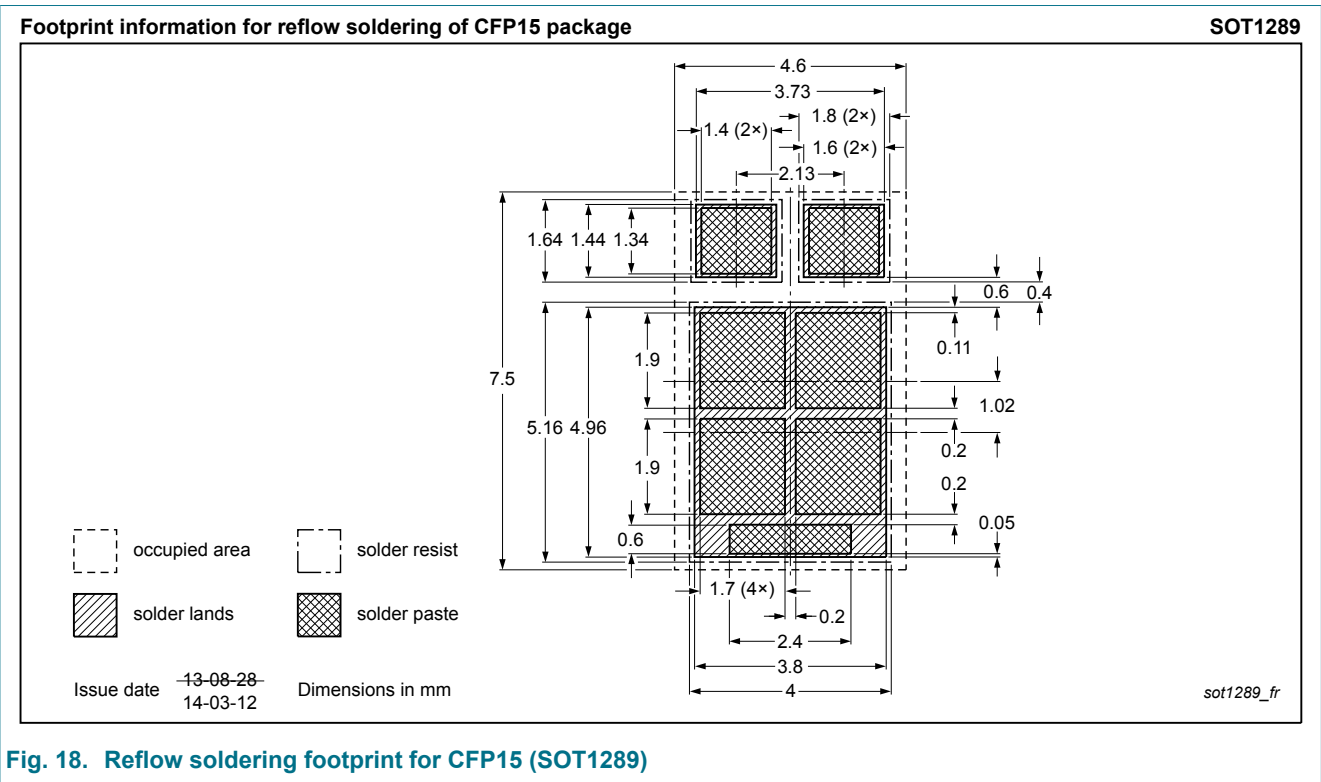 Footprint information for reflow soldering of CFP15 package SOT1289
4.6
3.73
1.8 (2×)
1.4 (2×)
1.6 (2×)
2.13
1.64 1.44 1.34
0.6 0.4
0.11
1.9
7.5
1.02
5.16 4.96
0.2
1.9
0.2
0.05
0.6
occupied area
solder resist
1.7 (4×)
solder lands
solder paste
0.2
2.4
3.8
4
Issue date 13-08-28
14-03-12
Dimensions in mm
sot1289_fr
Fig. 18. Reflow soldering footprint for CFP15 (SOT1289)